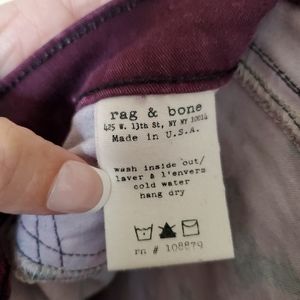 rag & bone
425 W. 13th St, NY NY 10014
Made in U.S.A.
wash inside out/
laver à l'envers
cold water
hang dry
RN # 108879